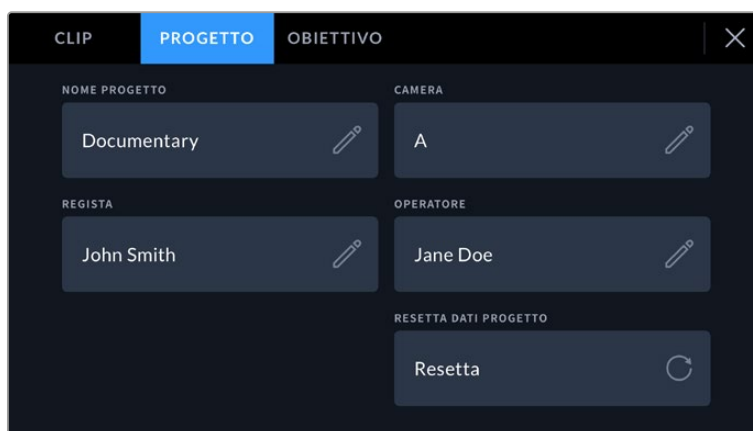 CLIP PROGETTO OBIETTIVO
NOME PROGETTO CAMERA
Documentary A
REGISTA OPERATORE
John Smith Jane Doe
RESETTA DATI PROGETTO
Resetta